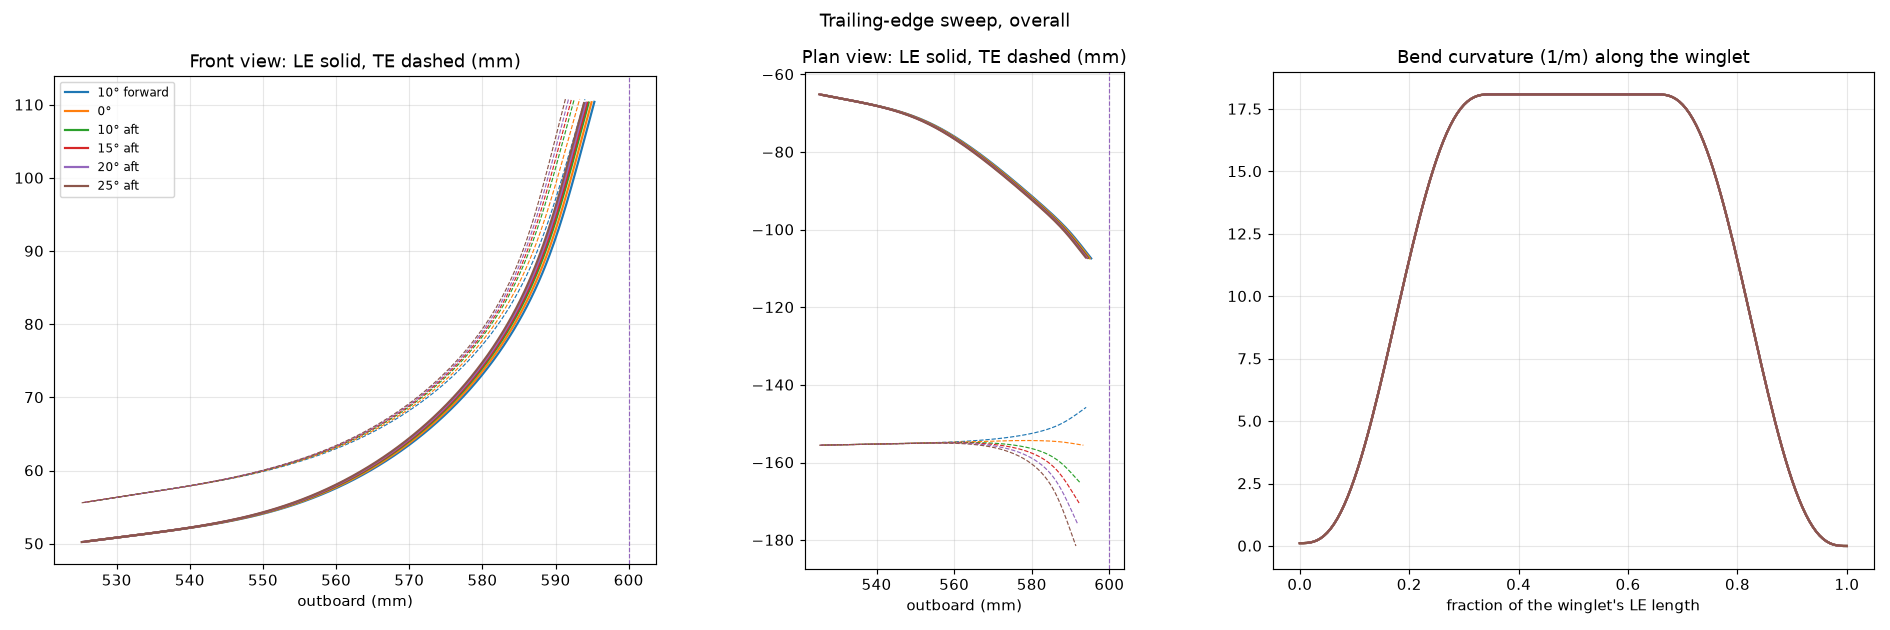 Trailing-edge sweep, overall
Front view: LE solid, TE dashed (mm)
10° forward
0°
10° aft
15° aft
20° aft
25° aft
110
100
90
80
70
60
50
530 540 550 560 570 580 590 600
outboard (mm)
Plan view: LE solid, TE dashed (mm)
−60
−80
−100
−120
−140
−160
−180
540 560 580 600
outboard (mm)
Bend curvature (1/m) along the winglet
17.5
15.0
12.5
10.0
7.5
5.0
2.5
0.0
0.0 0.2 0.4 0.6 0.8 1.0
fraction of the winglet's LE length